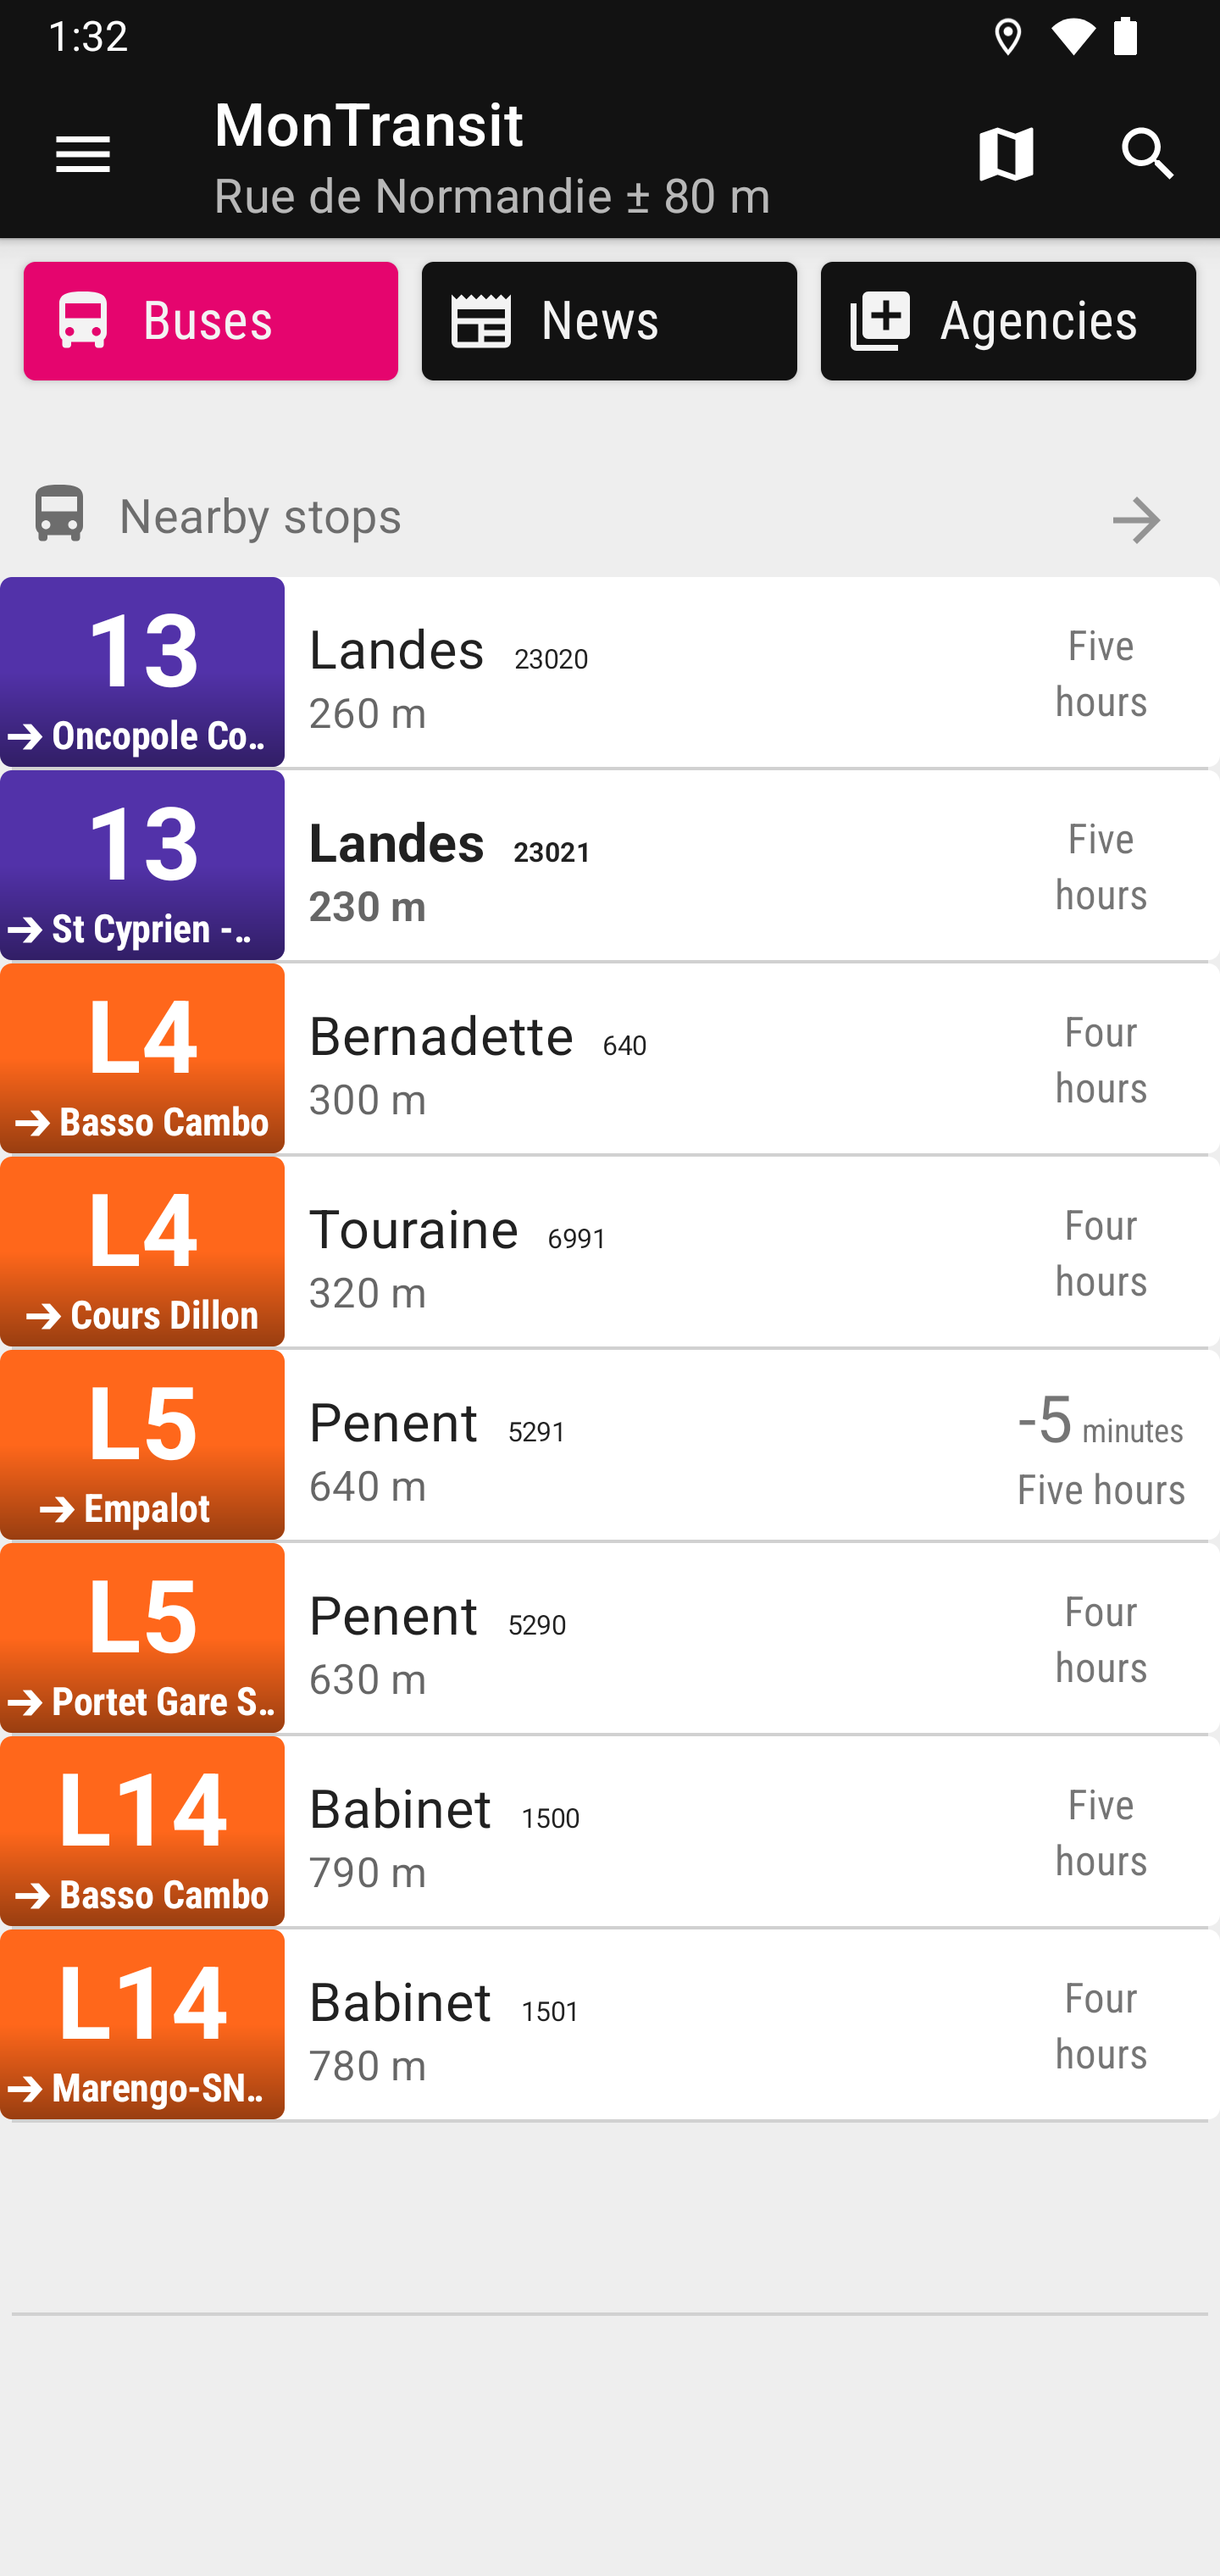 1:32
MonTransit
Rue de Normandie ± 80 m
Buses
News
Agencies
Nearby stops
13
→ Oncopole Co…
Landes 23020
260 m
Five
hours
13
→ St Cyprien -…
Landes 23021
230 m
Five
hours
L4
→ Basso Cambo
Bernadette 640
300 m
Four
hours
L4
→ Cours Dillon
Touraine 6991
320 m
Four
hours
L5
→ Empalot
Penent 5291
640 m
-5 minutes
Five hours
L5
→ Portet Gare S…
Penent 5290
630 m
Four
hours
L14
→ Basso Cambo
Babinet 1500
790 m
Five
hours
L14
→ Marengo-SN…
Babinet 1501
780 m
Four
hours